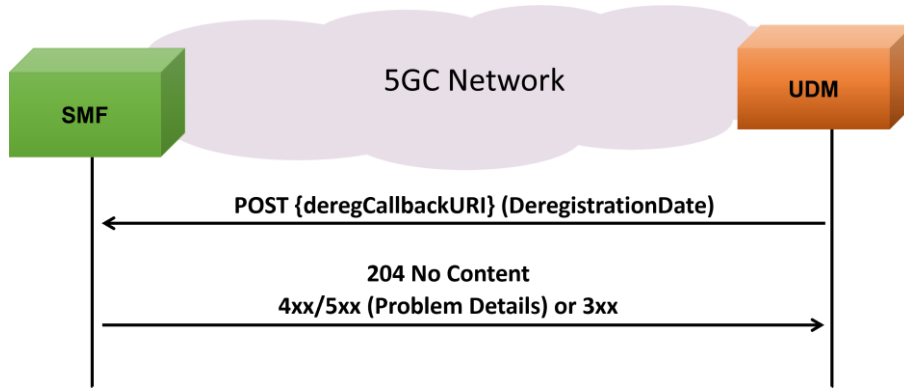 5GC Network
SMF
UDM
POST {deregCallbackURI} (DeregistrationDate)
204 No Content
4xx/5xx (Problem Details) or 3xx